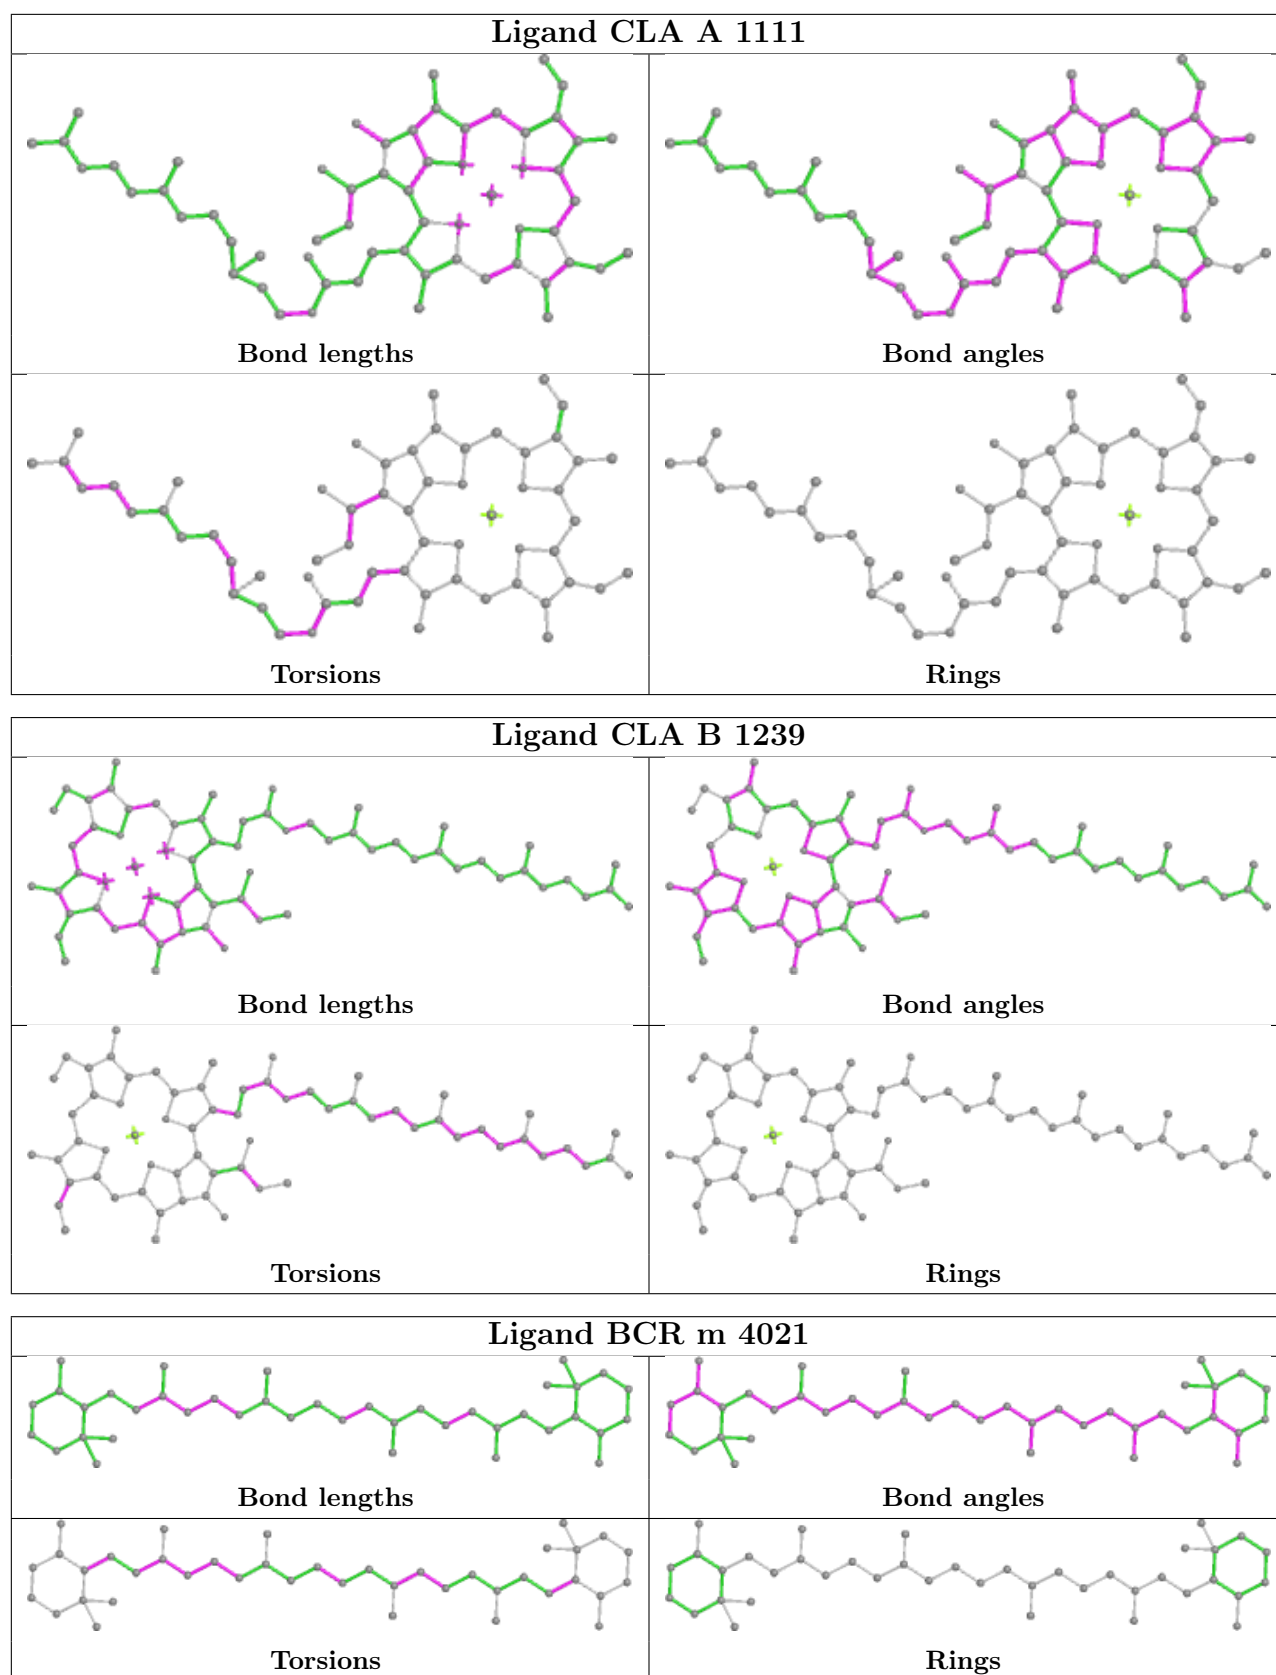 Ligand CLA A 1111
Bond lengths
Bond angles
Torsions
Rings
Ligand CLA B 1239
Bond lengths
Bond angles
Torsions
Rings
Ligand BCR m 4021
Bond lengths
Bond angles
Torsions
Rings